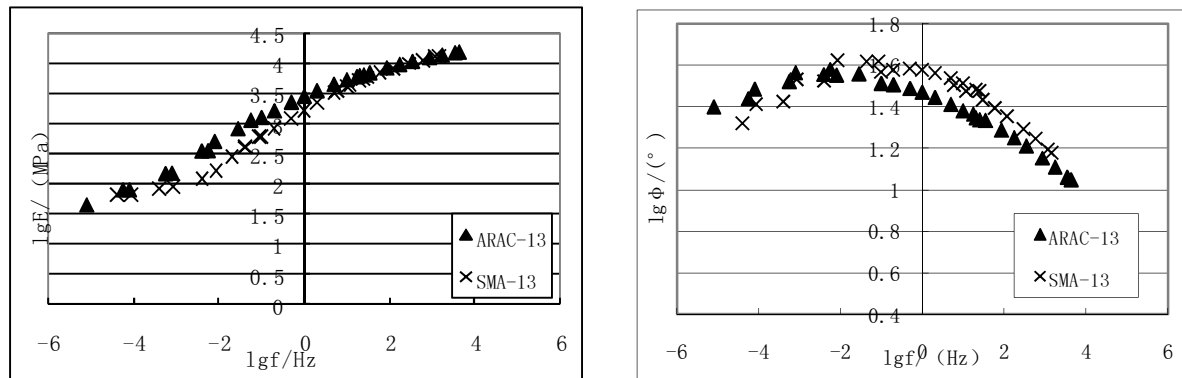 4.5
4
3.5
3
2.5
2
1.5
1
0.5
0
-6 -4 -2 0 2 4 6
lgE/ (MPa)
lgf/Hz
ARAC-13
SMA-13
1.8
1.6
1.4
1.2
1
0.8
0.6
0.4
-6 -4 -2 0 2 4 6
lgφ/(°)
lgf/ (Hz)
ARAC-13
SMA-13